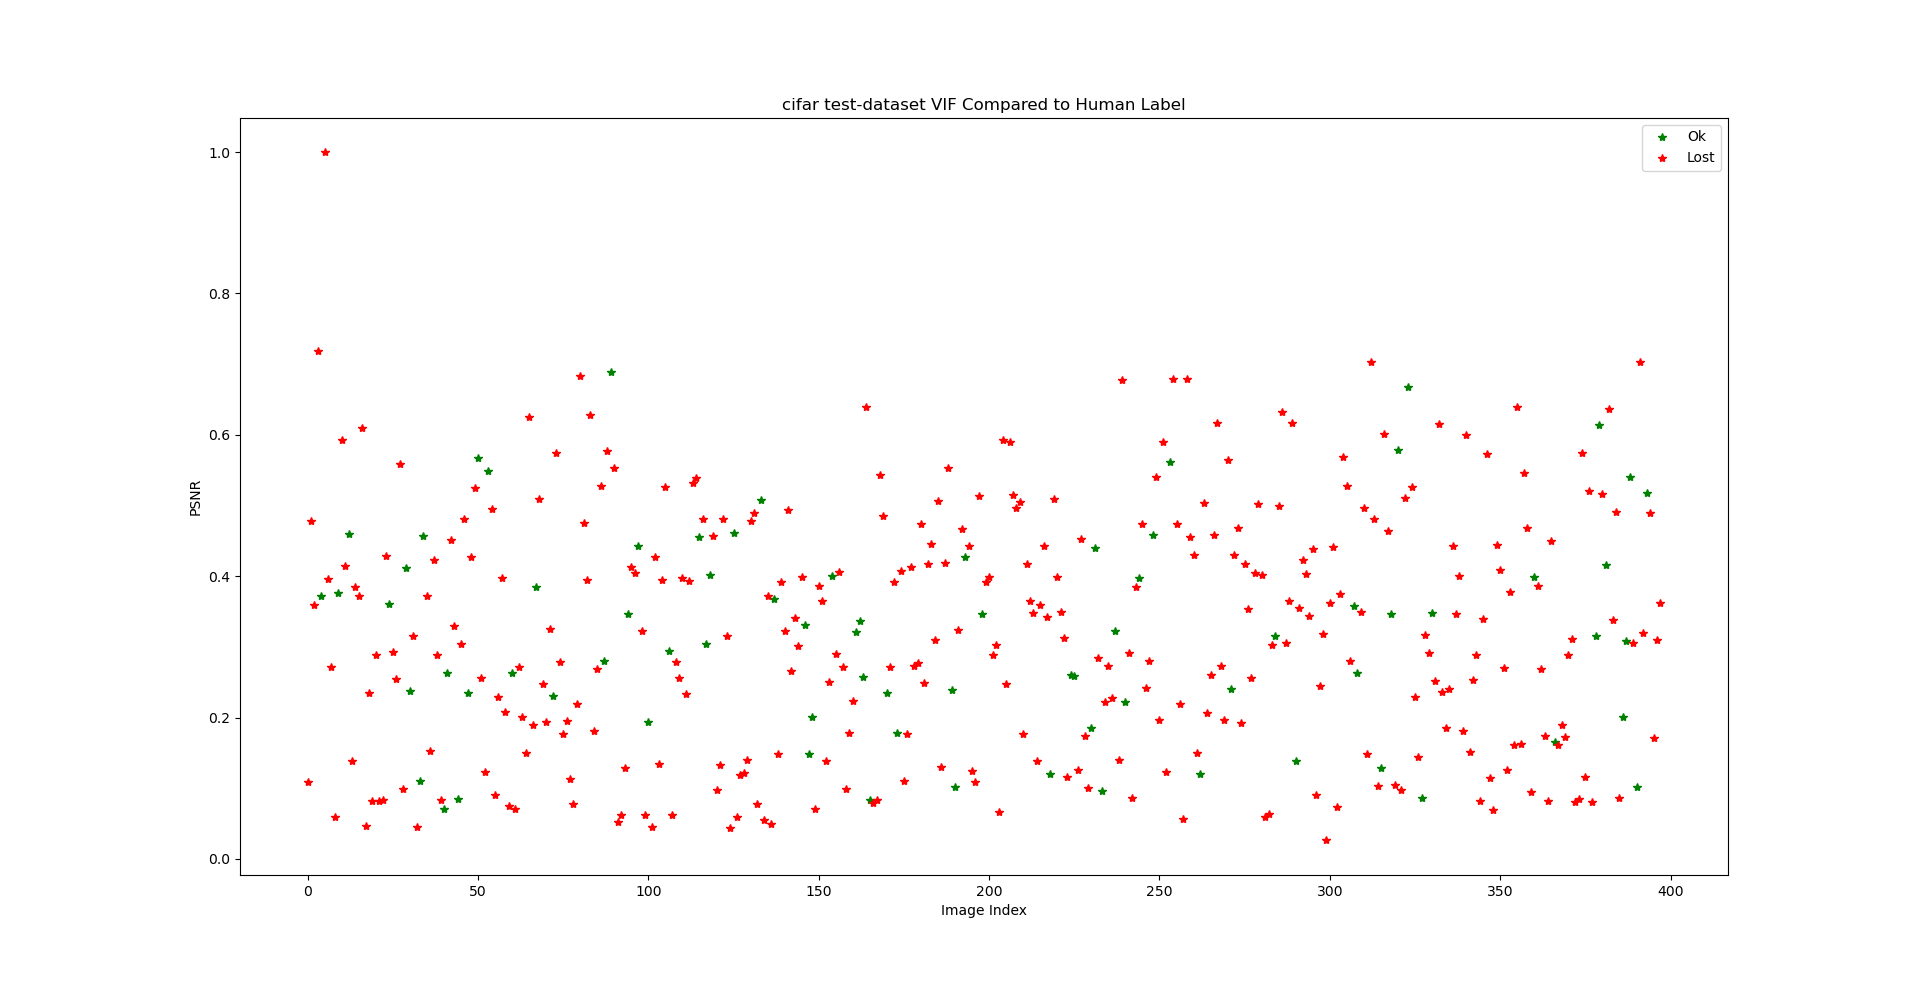 cifar test-dataset VIF Compared to Human Label
Ok
Lost
1.0
0.8
0.6
0.4
0.2
0.0
PSNR
0 50 100 150 200 250 300 350 400
Image Index